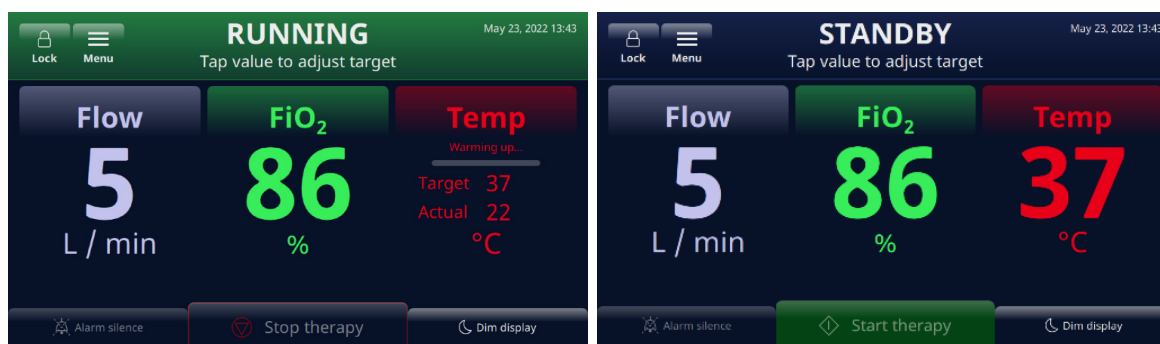 RUNNING
May 23, 2022 13:43
Lock
Menu
Tap value to adjust target
Flow
FiO2
Temp
5
86
Warming up...
Target 37
Actual 22
L / min
%
°C
Alarm silence
Stop therapy
Dim display
STANDBY
May 23, 2022 13:43
Lock
Menu
Tap value to adjust target
Flow
FiO2
Temp
5
86
37
L / min
%
°C
Alarm silence
Start therapy
Dim display